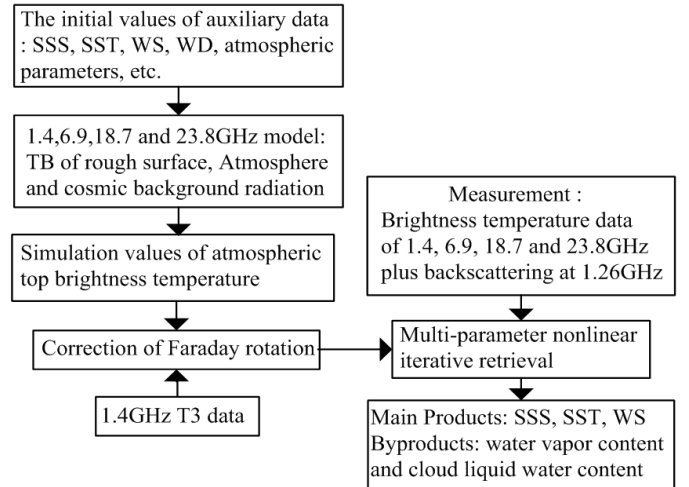 The initial values of auxiliary data
: SSS, SST, WS, WD, atmospheric
parameters, etc.
1.4,6.9,18.7 and 23.8GHz model:
TB of rough surface, Atmosphere
and cosmic background radiation
Simulation values of atmospheric
top brightness temperature
Correction of Faraday rotation
1.4GHz T3 data
Measurement :
Brightness temperature data
of 1.4, 6.9, 18.7 and 23.8GHz
plus backscattering at 1.26GHz
Multi-parameter nonlinear
iterative retrieval
Main Products: SSS, SST, WS
Byproducts: water vapor content
and cloud liquid water content